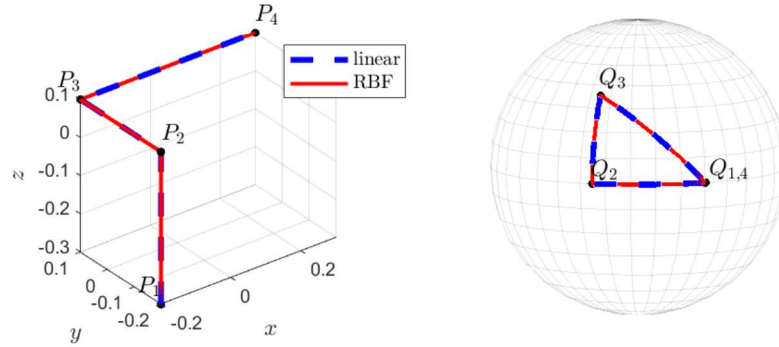 P₄
P₃
linear
RBF
0.1
0
-0.1
-0.2
-0.3
z
P₂
P₁
0.1
0
-0.1
-0.2
y
-0.2
0
0.2
x
Q₃
Q₂
Q₁,₄